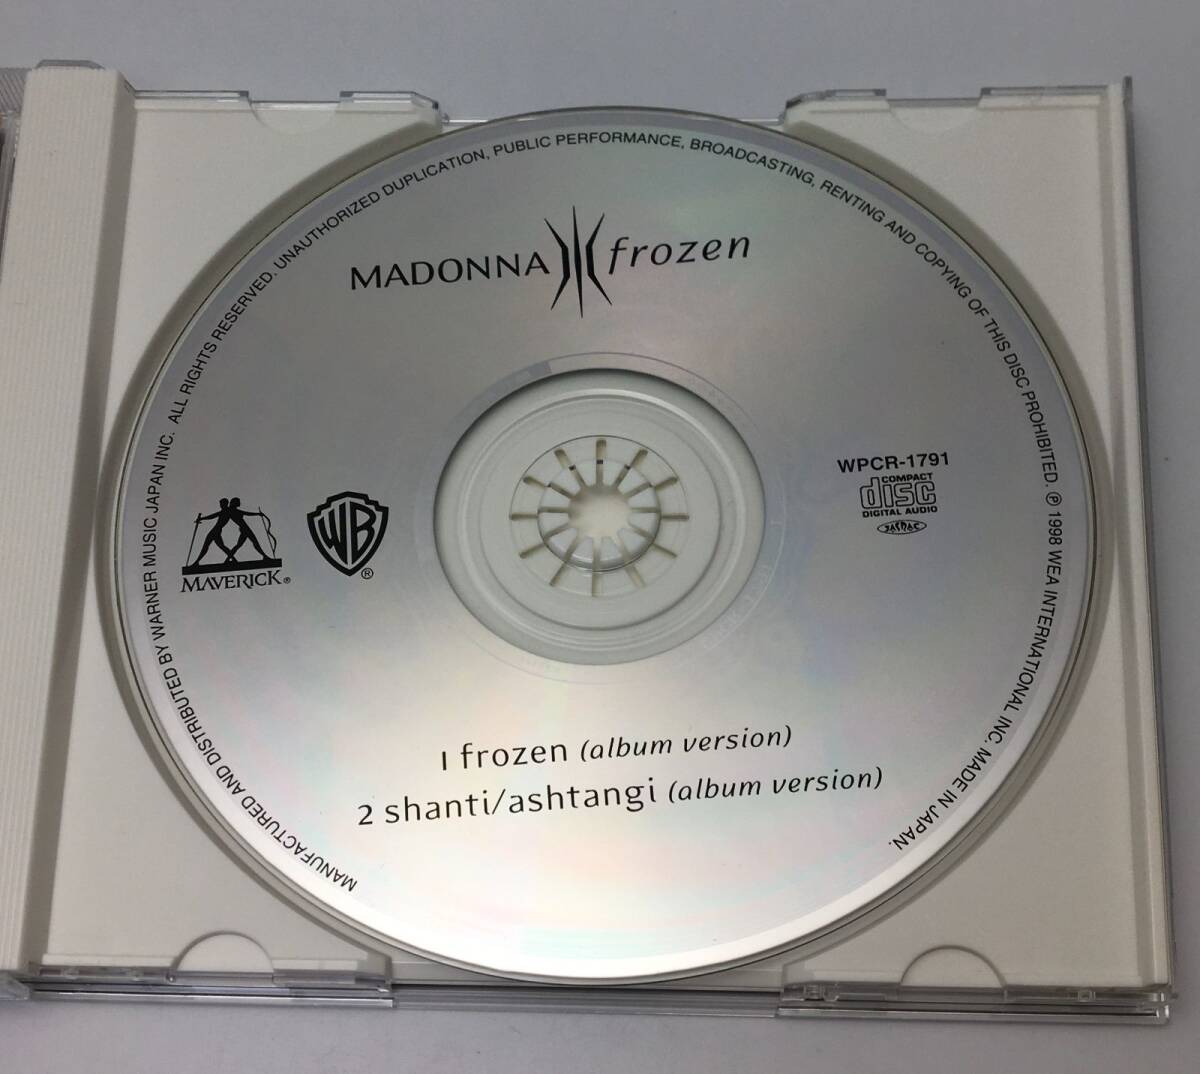 MADONNA frozen
WPCR-1791
COMPACT
disc
DIGITAL AUDIO
JASRAC
MAVERICK®
WB®
1 frozen (album version)
2 shanti/ashtangi (album version)
MANUFACTURED AND DISTRIBUTED BY WARNER MUSIC JAPAN INC. ALL RIGHTS RESERVED. UNAUTHORIZED DUPLICATION, PUBLIC PERFORMANCE, BROADCASTING, RENTING AND COPYING OF THIS DISC PROHIBITED. ℗ 1998 WEA INTERNATIONAL INC. MADE IN JAPAN.